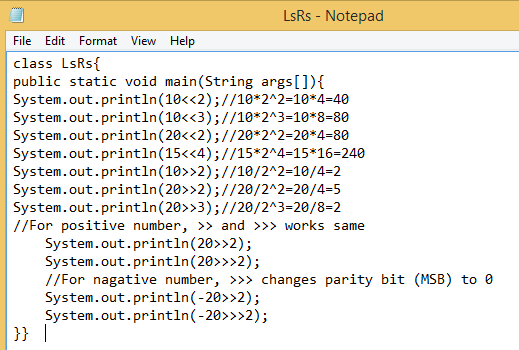 LsRs - Notepad
File Edit Format View Help
class LsRs{
public static void main(String args[]){
System.out.println(10<<2);//10*2^2=10*4=40
System.out.println(10<<3);//10*2^3=10*8=80
System.out.println(20<<2);//20*2^2=20*4=80
System.out.println(15<<4);//15*2^4=15*16=240
System.out.println(10>>2);//10/2^2=10/4=2
System.out.println(20>>2);//20/2^2=20/4=5
System.out.println(20>>3);//20/2^3=20/8=2
//For positive number, >> and >>> works same
    System.out.println(20>>2);
    System.out.println(20>>>2);
    //For nagative number, >>> changes parity bit (MSB) to 0
    System.out.println(-20>>2);
    System.out.println(-20>>>2);
}}